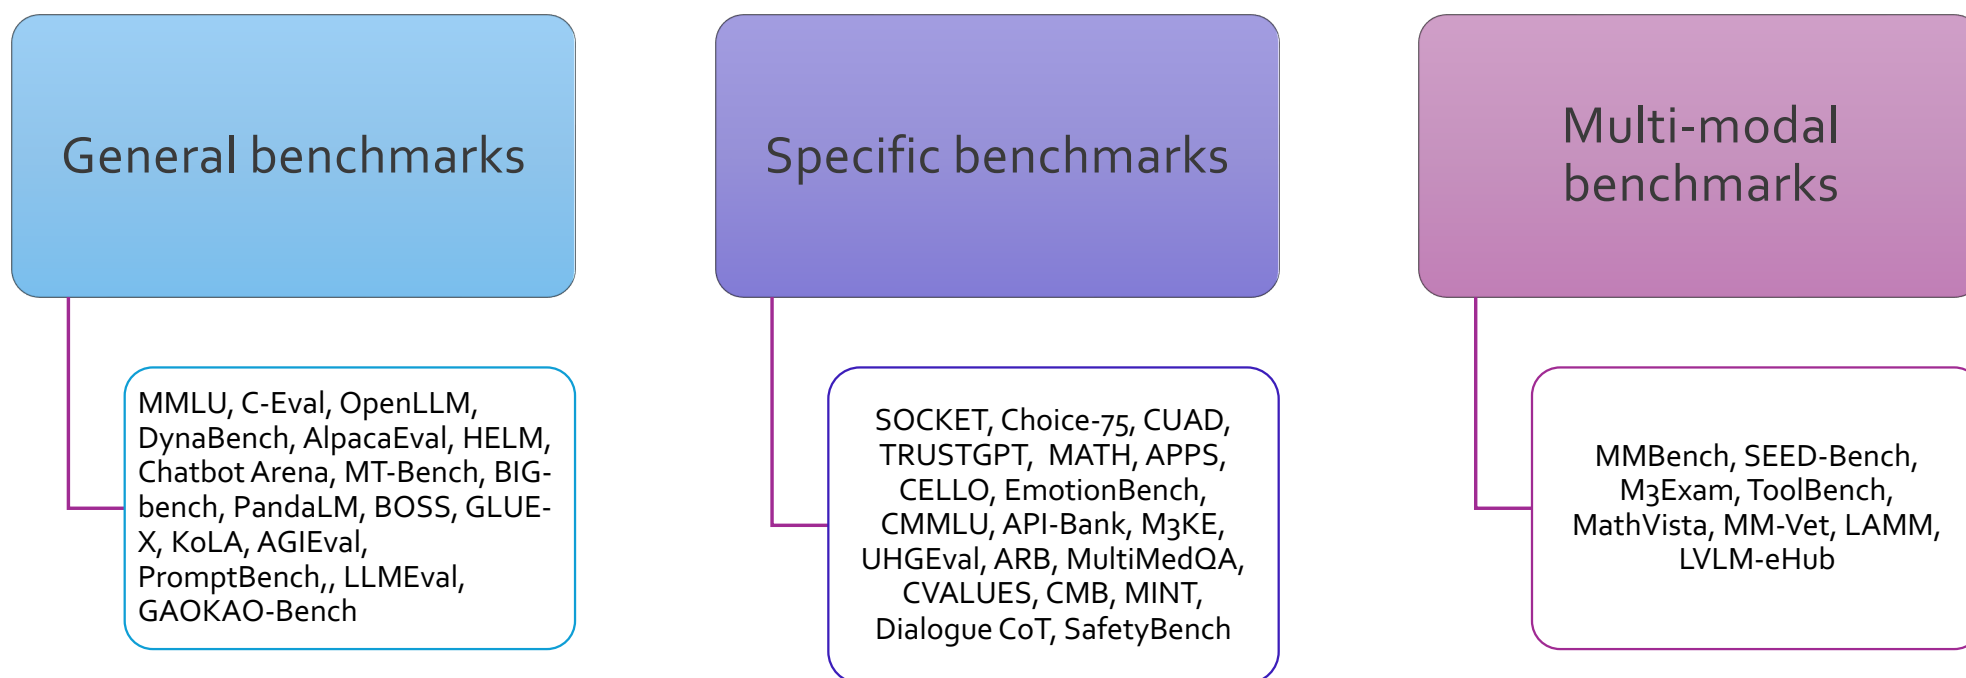 General benchmarks
MMLU, C-Eval, OpenLLM,
DynaBench, AlpacaEval, HELM,
Chatbot Arena, MT-Bench, BIG-
bench, PandaLM, BOSS, GLUE-
X, KoLA, AGIEval,
PromptBench,, LLMEval,
GAOKAO-Bench
Specific benchmarks
SOCKET, Choice-75, CUAD,
TRUSTGPT,  MATH, APPS,
CELLO, EmotionBench,
CMMLU, API-Bank, M3KE,
UHGEval, ARB, MultiMedQA,
CVALUES, CMB, MINT,
Dialogue CoT, SafetyBench
Multi-modal
benchmarks
MMBench, SEED-Bench,
M3Exam, ToolBench,
MathVista, MM-Vet, LAMM,
LVLM-eHub